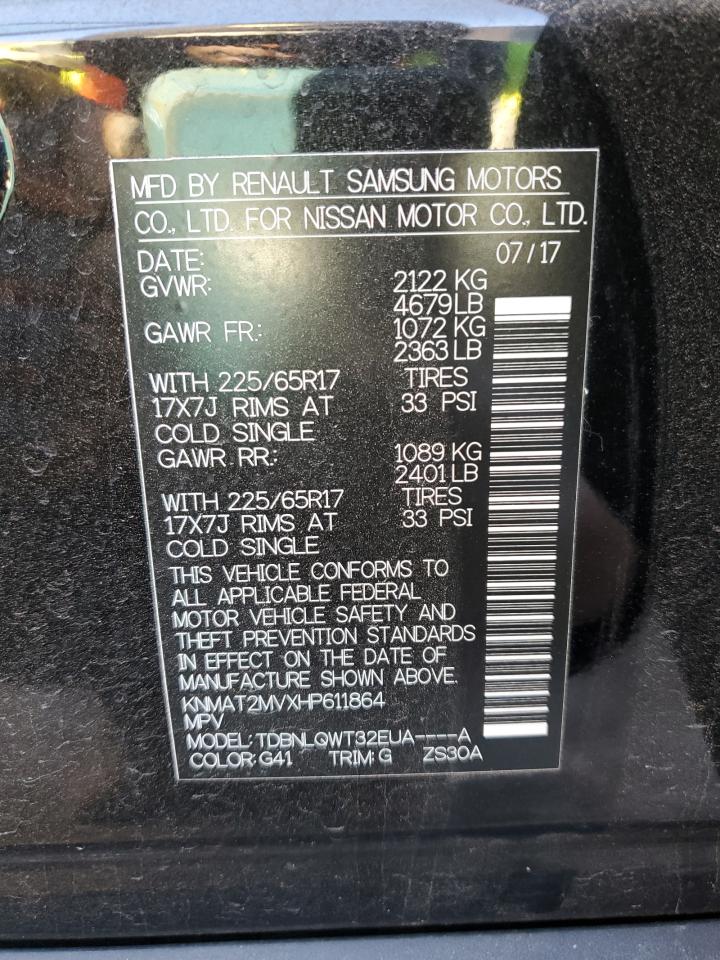 MFD BY RENAULT SAMSUNG MOTORS
CO., LTD. FOR NISSAN MOTOR CO., LTD.
DATE: 07/17
GVWR: 2122 KG
4679 LB
GAWR FR.: 1072 KG
2363 LB
WITH 225/65R17 TIRES
17X7J RIMS AT 33 PSI
COLD SINGLE
GAWR RR.: 1089 KG
2401 LB
WITH 225/65R17 TIRES
17X7J RIMS AT 33 PSI
COLD SINGLE
THIS VEHICLE CONFORMS TO
ALL APPLICABLE FEDERAL
MOTOR VEHICLE SAFETY AND
THEFT PREVENTION STANDARDS
IN EFFECT ON THE DATE OF
MANUFACTURE SHOWN ABOVE.
KNMAT2MVXHP611864
MPV
MODEL: TDBNLQWT32EUA----A
COLOR: G41 TRIM: G ZS30A